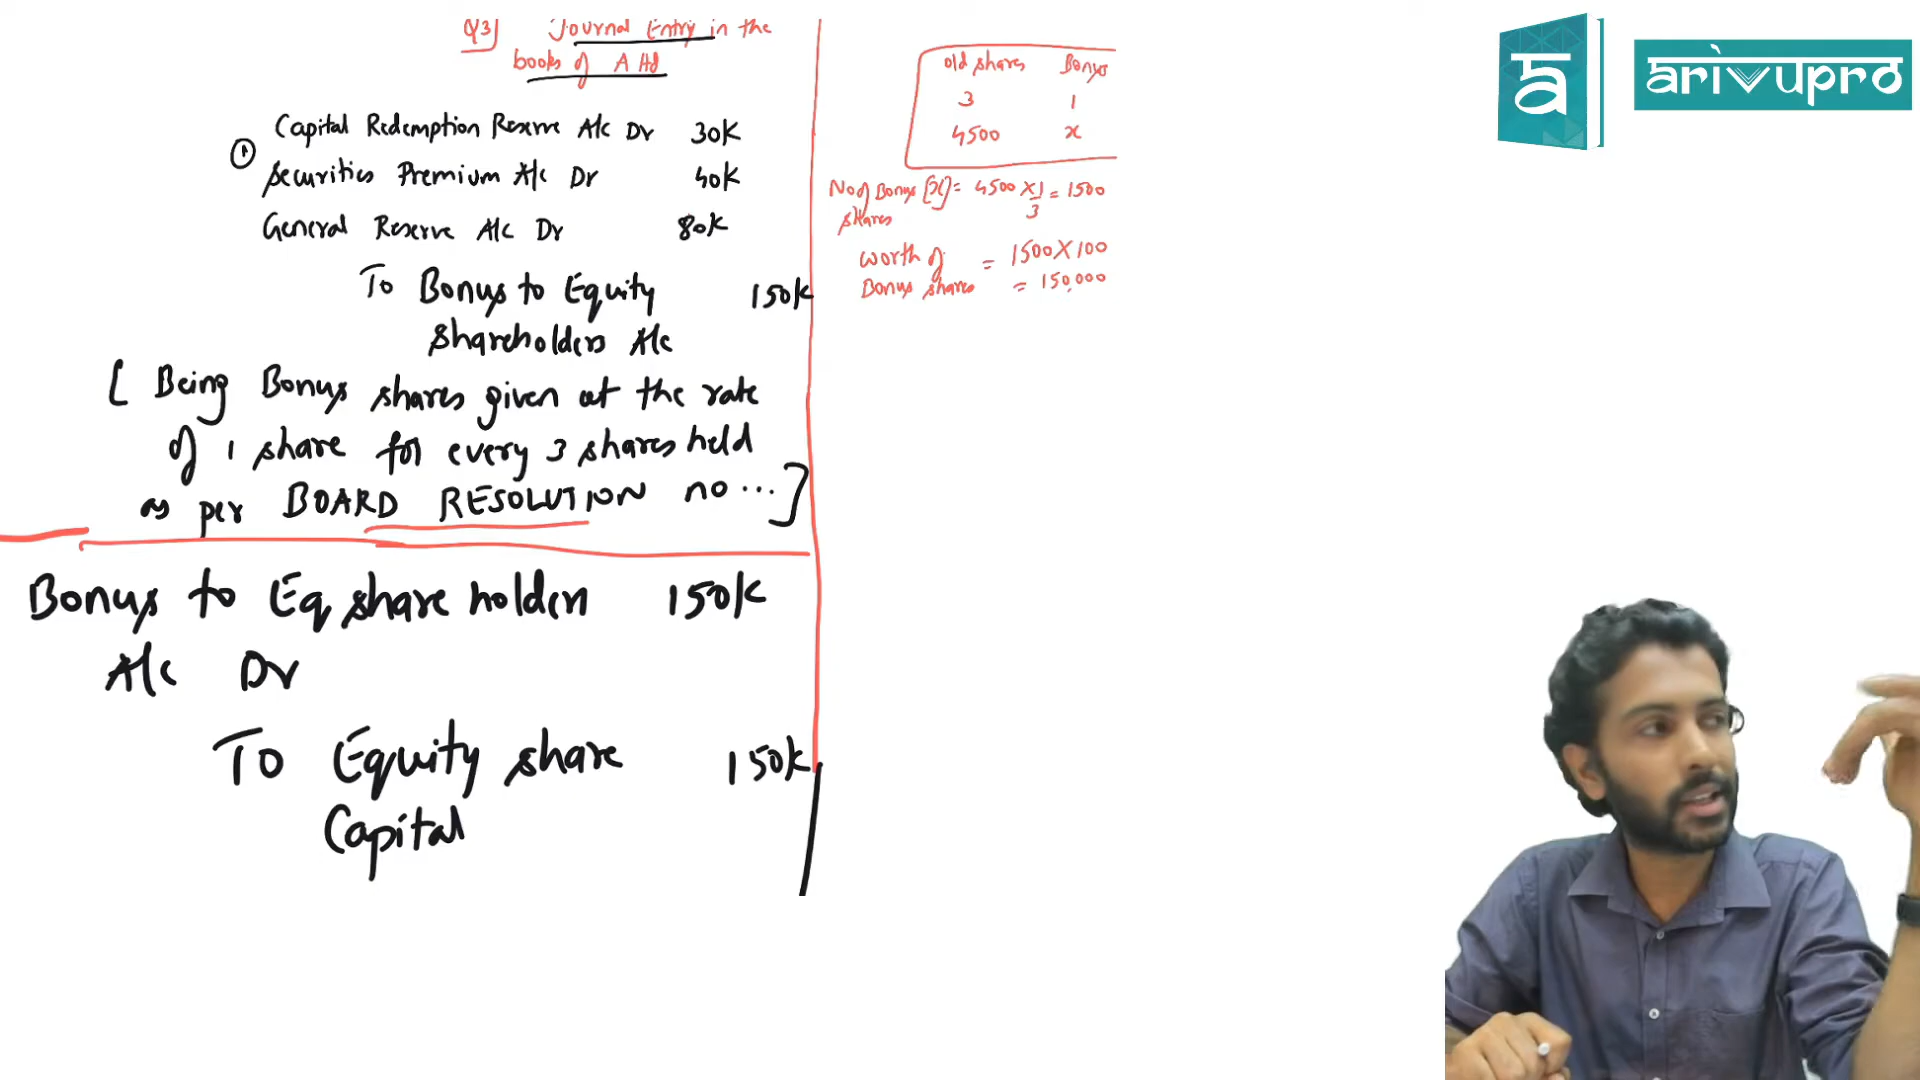 Q3] Journal Entry in the
books of A ltd
① Capital Redemption Reserve A/c Dr 30K
Securities Premium A/c Dr 40K
General Reserve A/c Dr 80K
To Bonus to Equity 150K
Shareholders A/c
[ Being Bonus shares given at the rate
of 1 share for every 3 shares held
as per BOARD RESOLUTION no ... ]
Bonus to Eq share holders 150K
A/c Dr
To Equity share 150K
Capital
old shares Bonus
3 1
4500 x
No of Bonus [x] = 4500 X 1/3 = 1500
shares
worth of = 1500 X 100
Bonus shares = 150,000
a
arivupro